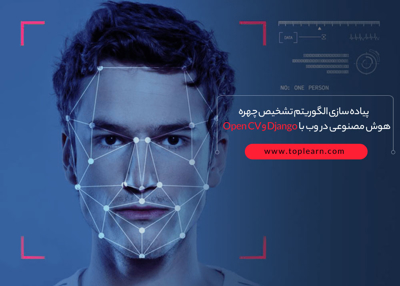 NO: ONE PERSON
پیاده سازی الگوریتم تشخیص چهره
هوش مصنوعی در وب با Django و Open CV
www.toplearn.com